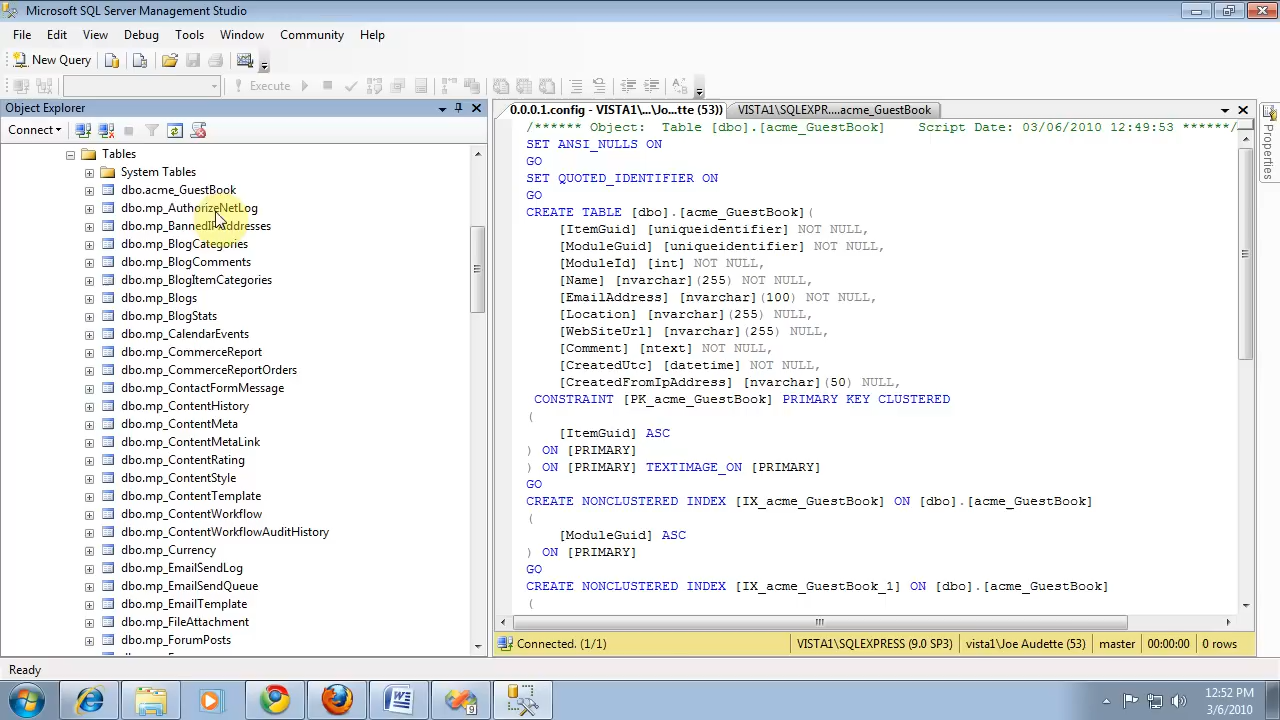 Microsoft SQL Server Management Studio
File Edit View Debug Tools Window Community Help
New Query
Execute
Object Explorer
Connect
Tables
System Tables
dbo.acme_GuestBook
dbo.mp_AuthorizeNetLog
dbo.mp_BannedIPAddresses
dbo.mp_BlogCategories
dbo.mp_BlogComments
dbo.mp_BlogItemCategories
dbo.mp_Blogs
dbo.mp_BlogStats
dbo.mp_CalendarEvents
dbo.mp_CommerceReport
dbo.mp_CommerceReportOrders
dbo.mp_ContactFormMessage
dbo.mp_ContentHistory
dbo.mp_ContentMeta
dbo.mp_ContentMetaLink
dbo.mp_ContentRating
dbo.mp_ContentStyle
dbo.mp_ContentTemplate
dbo.mp_ContentWorkflow
dbo.mp_ContentWorkflowAuditHistory
dbo.mp_Currency
dbo.mp_EmailSendLog
dbo.mp_EmailSendQueue
dbo.mp_EmailTemplate
dbo.mp_FileAttachment
dbo.mp_ForumPosts
0.0.0.1.config - VISTA1\...\Jo...tte (53)) VISTA1\SQLEXPR....acme_GuestBook
/****** Object:  Table [dbo].[acme_GuestBook]    Script Date: 03/06/2010 12:49:53 ******/
SET ANSI_NULLS ON
GO
SET QUOTED_IDENTIFIER ON
GO
CREATE TABLE [dbo].[acme_GuestBook](
[ItemGuid] [uniqueidentifier] NOT NULL,
[ModuleGuid] [uniqueidentifier] NOT NULL,
[ModuleId] [int] NOT NULL,
[Name] [nvarchar](255) NOT NULL,
[EmailAddress] [nvarchar](100) NOT NULL,
[Location] [nvarchar](255) NULL,
[WebSiteUrl] [nvarchar](255) NULL,
[Comment] [ntext] NOT NULL,
[CreatedUtc] [datetime] NOT NULL,
[CreatedFromIpAddress] [nvarchar](50) NULL,
CONSTRAINT [PK_acme_GuestBook] PRIMARY KEY CLUSTERED
(
[ItemGuid] ASC
) ON [PRIMARY]
) ON [PRIMARY] TEXTIMAGE_ON [PRIMARY]
GO
CREATE NONCLUSTERED INDEX [IX_acme_GuestBook] ON [dbo].[acme_GuestBook]
(
[ModuleGuid] ASC
) ON [PRIMARY]
GO
CREATE NONCLUSTERED INDEX [IX_acme_GuestBook_1] ON [dbo].[acme_GuestBook]
(
Properties
Connected. (1/1) VISTA1\SQLEXPRESS (9.0 SP3) vista1\Joe Audette (53) master 00:00:00 0 rows
Ready
12:52 PM
3/6/2010